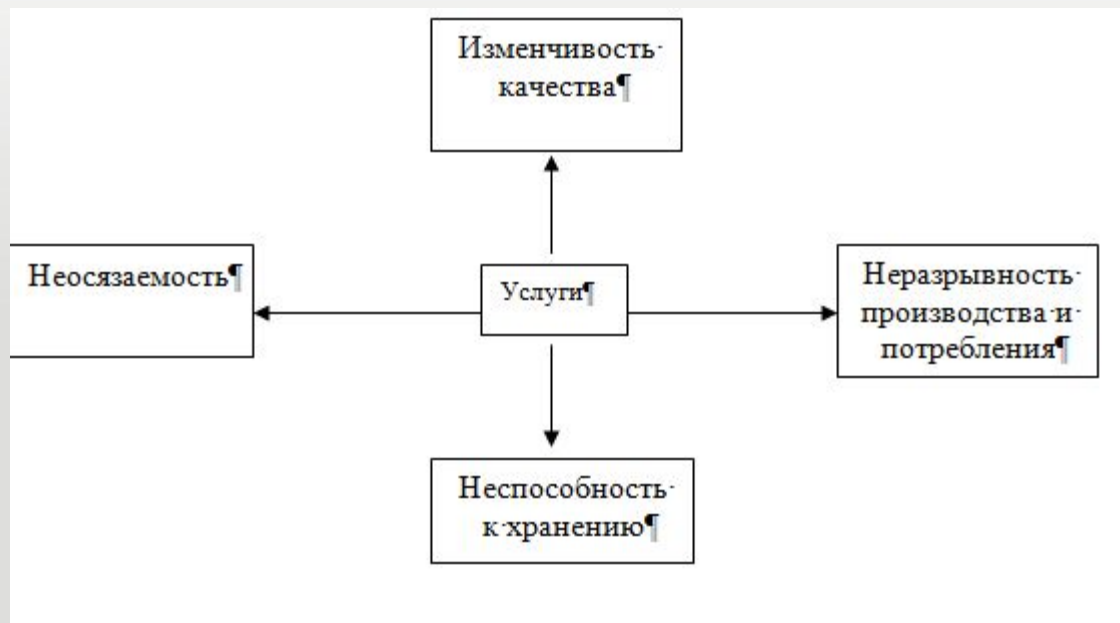 Изменчивость·
качества¶
Неосязаемость¶
Услуги¶
Неразрывность·
производства·и·
потребления¶
Неспособность·
к·хранению¶